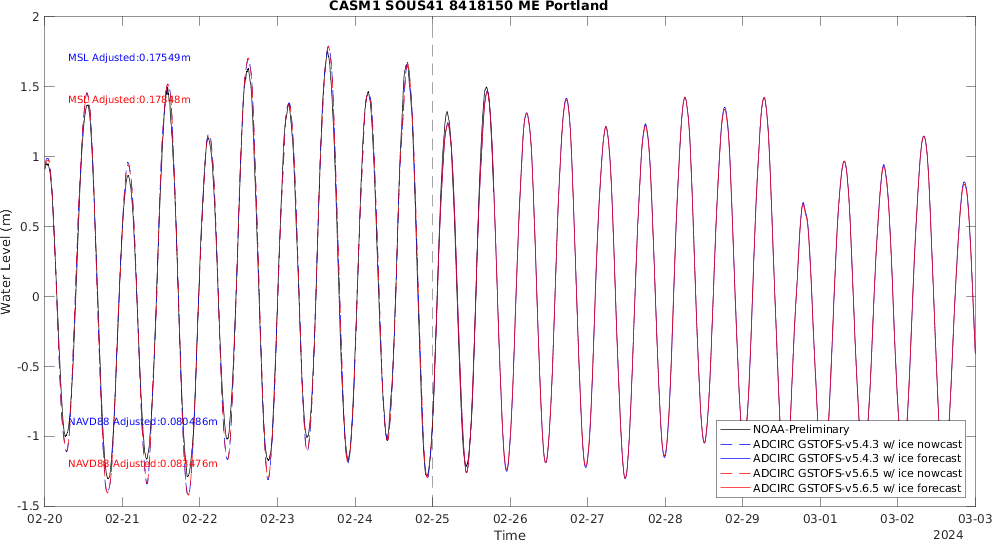 CASM1 SOUS41 8418150 ME Portland
2
1.5
1
0.5
0
-0.5
-1
-1.5
Water Level (m)
MSL Adjusted:0.17549m
MSL Adjusted:0.17848m
NAVD88 Adjusted:0.080486m
NAVD88 Adjusted:0.083476m
NOAA-Preliminary
ADCIRC GSTOFS-v5.4.3 w/ ice nowcast
ADCIRC GSTOFS-v5.4.3 w/ ice forecast
ADCIRC GSTOFS-v5.6.5 w/ ice nowcast
ADCIRC GSTOFS-v5.6.5 w/ ice forecast
02-20 02-21 02-22 02-23 02-24 02-25 02-26 02-27 02-28 02-29 03-01 03-02 03-03
Time
2024